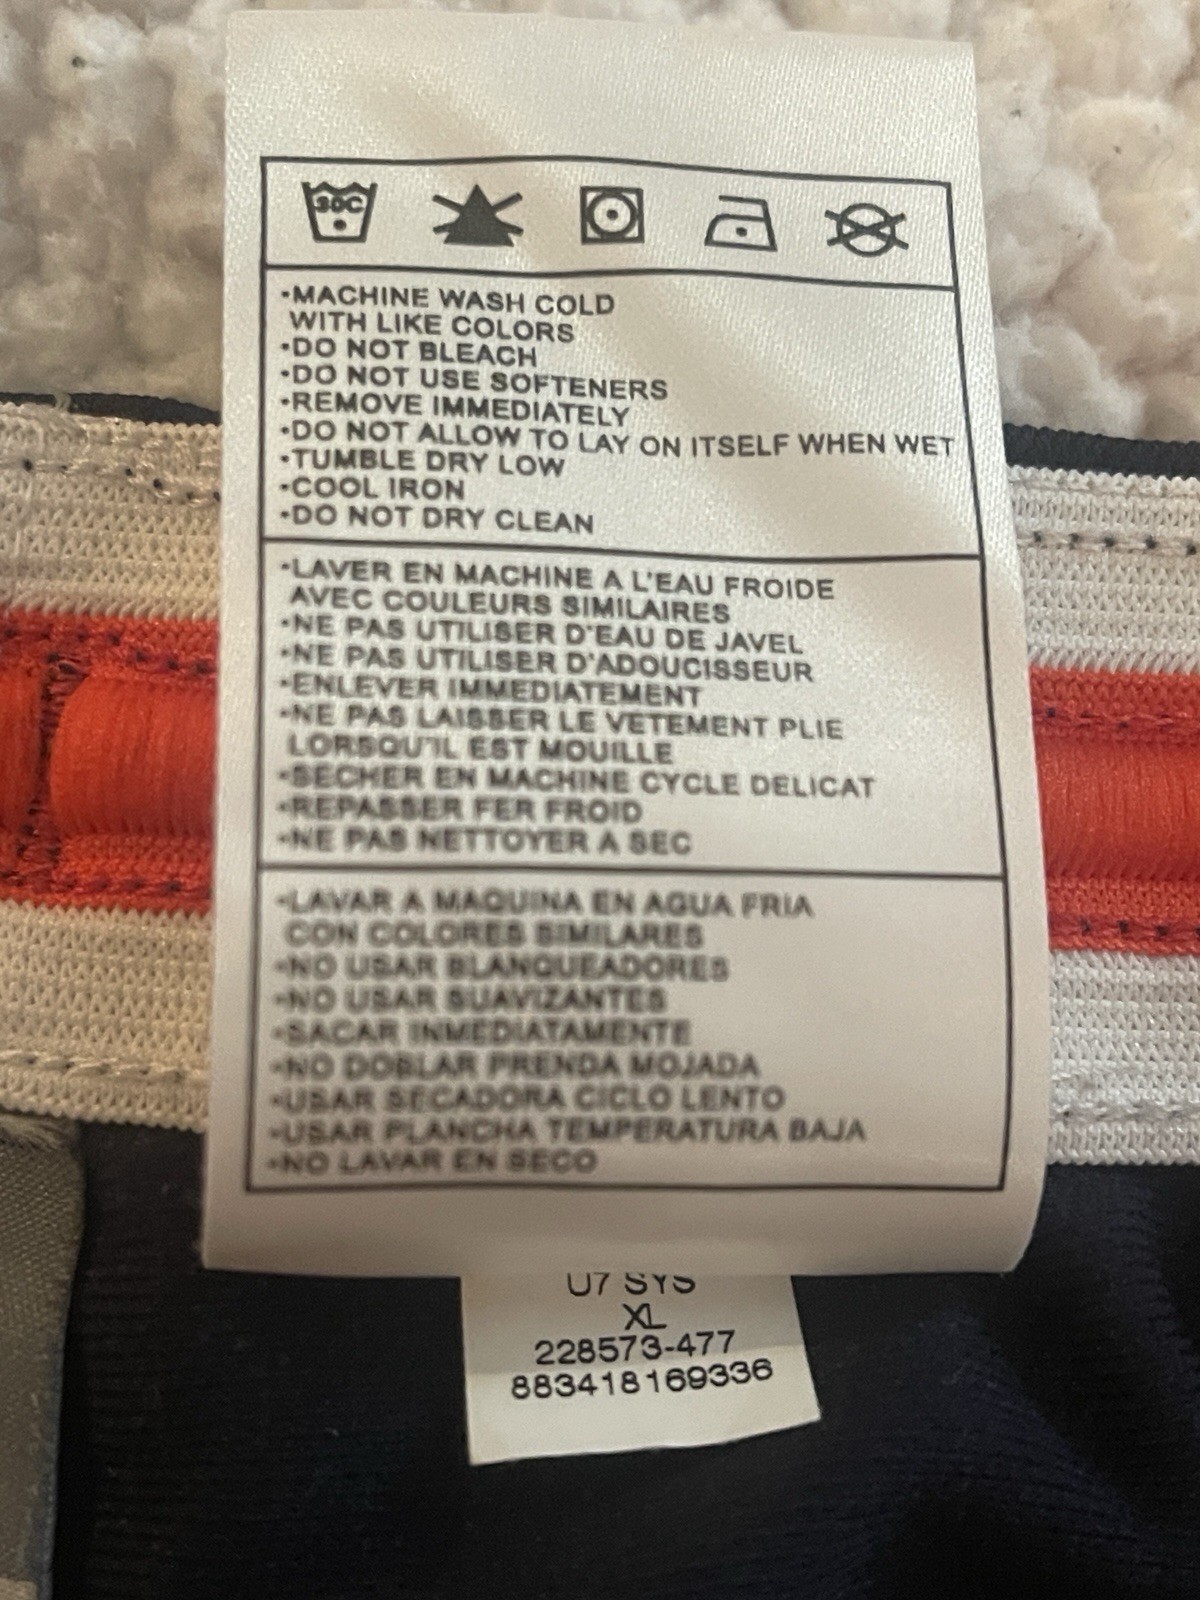 30C
•MACHINE WASH COLD
WITH LIKE COLORS
•DO NOT BLEACH
•DO NOT USE SOFTENERS
•REMOVE IMMEDIATELY
•DO NOT ALLOW TO LAY ON ITSELF WHEN WET
•TUMBLE DRY LOW
•COOL IRON
•DO NOT DRY CLEAN
•LAVER EN MACHINE A L'EAU FROIDE
AVEC COULEURS SIMILAIRES
•NE PAS UTILISER D'EAU DE JAVEL
•NE PAS UTILISER D'ADOUCISSEUR
•ENLEVER IMMEDIATEMENT
•NE PAS LAISSER LE VETEMENT PLIE
LORSQU'IL EST MOUILLE
•SECHER EN MACHINE CYCLE DELICAT
•REPASSER FER FROID
•NE PAS NETTOYER A SEC
•LAVAR A MAQUINA EN AGUA FRIA
CON COLORES SIMILARES
•NO USAR BLANQUEADORES
•NO USAR SUAVIZANTES
•SACAR INMEDIATAMENTE
•NO DOBLAR PRENDA MOJADA
•USAR SECADORA CICLO LENTO
•USAR PLANCHA TEMPERATURA BAJA
•NO LAVAR EN SECO
U7 SYS
XL
228573-477
883418169336